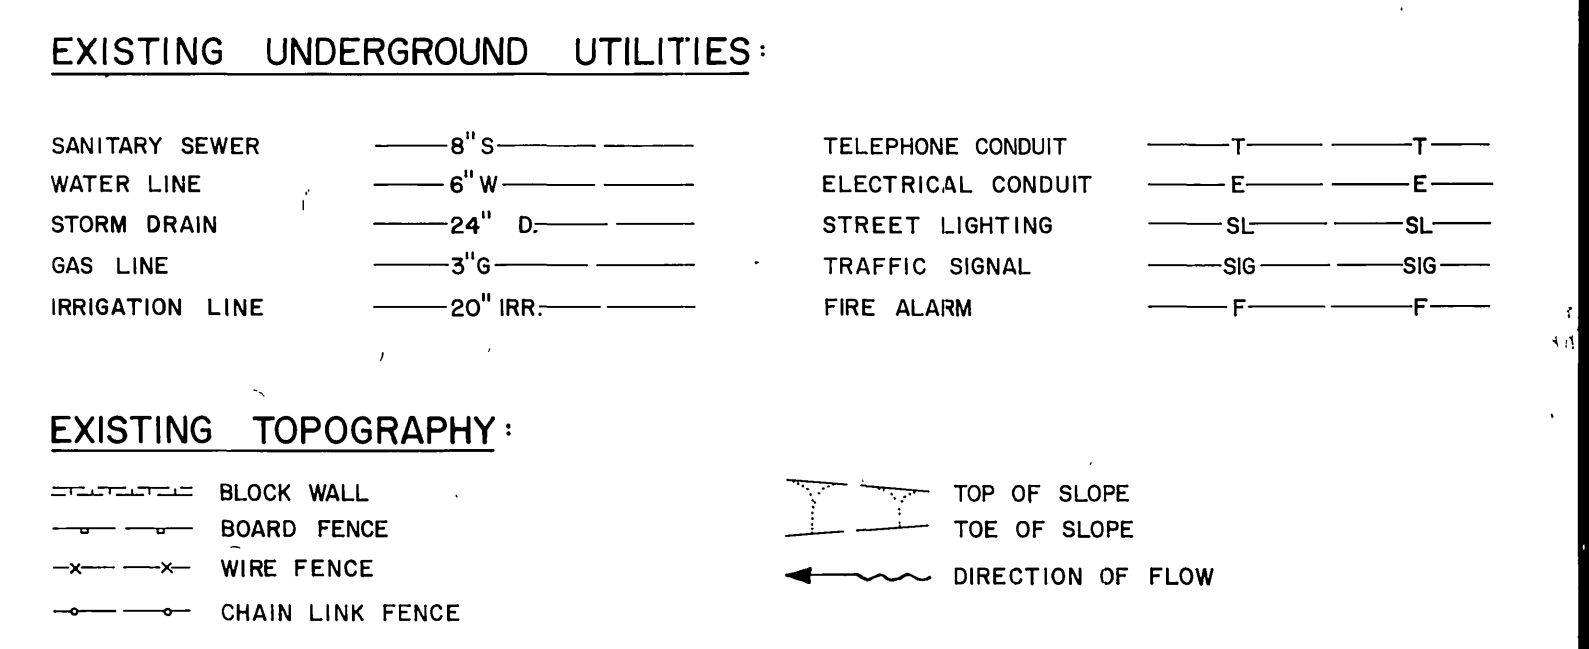 EXISTING UNDERGROUND UTILITIES:
SANITARY SEWER 8" S
WATER LINE 6" W
STORM DRAIN 24" D.
GAS LINE 3" G
IRRIGATION LINE 20" IRR.
TELEPHONE CONDUIT T T
ELECTRICAL CONDUIT E E
STREET LIGHTING SL SL
TRAFFIC SIGNAL SIG SIG
FIRE ALARM F F
EXISTING TOPOGRAPHY:
BLOCK WALL
BOARD FENCE
WIRE FENCE
CHAIN LINK FENCE
TOP OF SLOPE
TOE OF SLOPE
DIRECTION OF FLOW